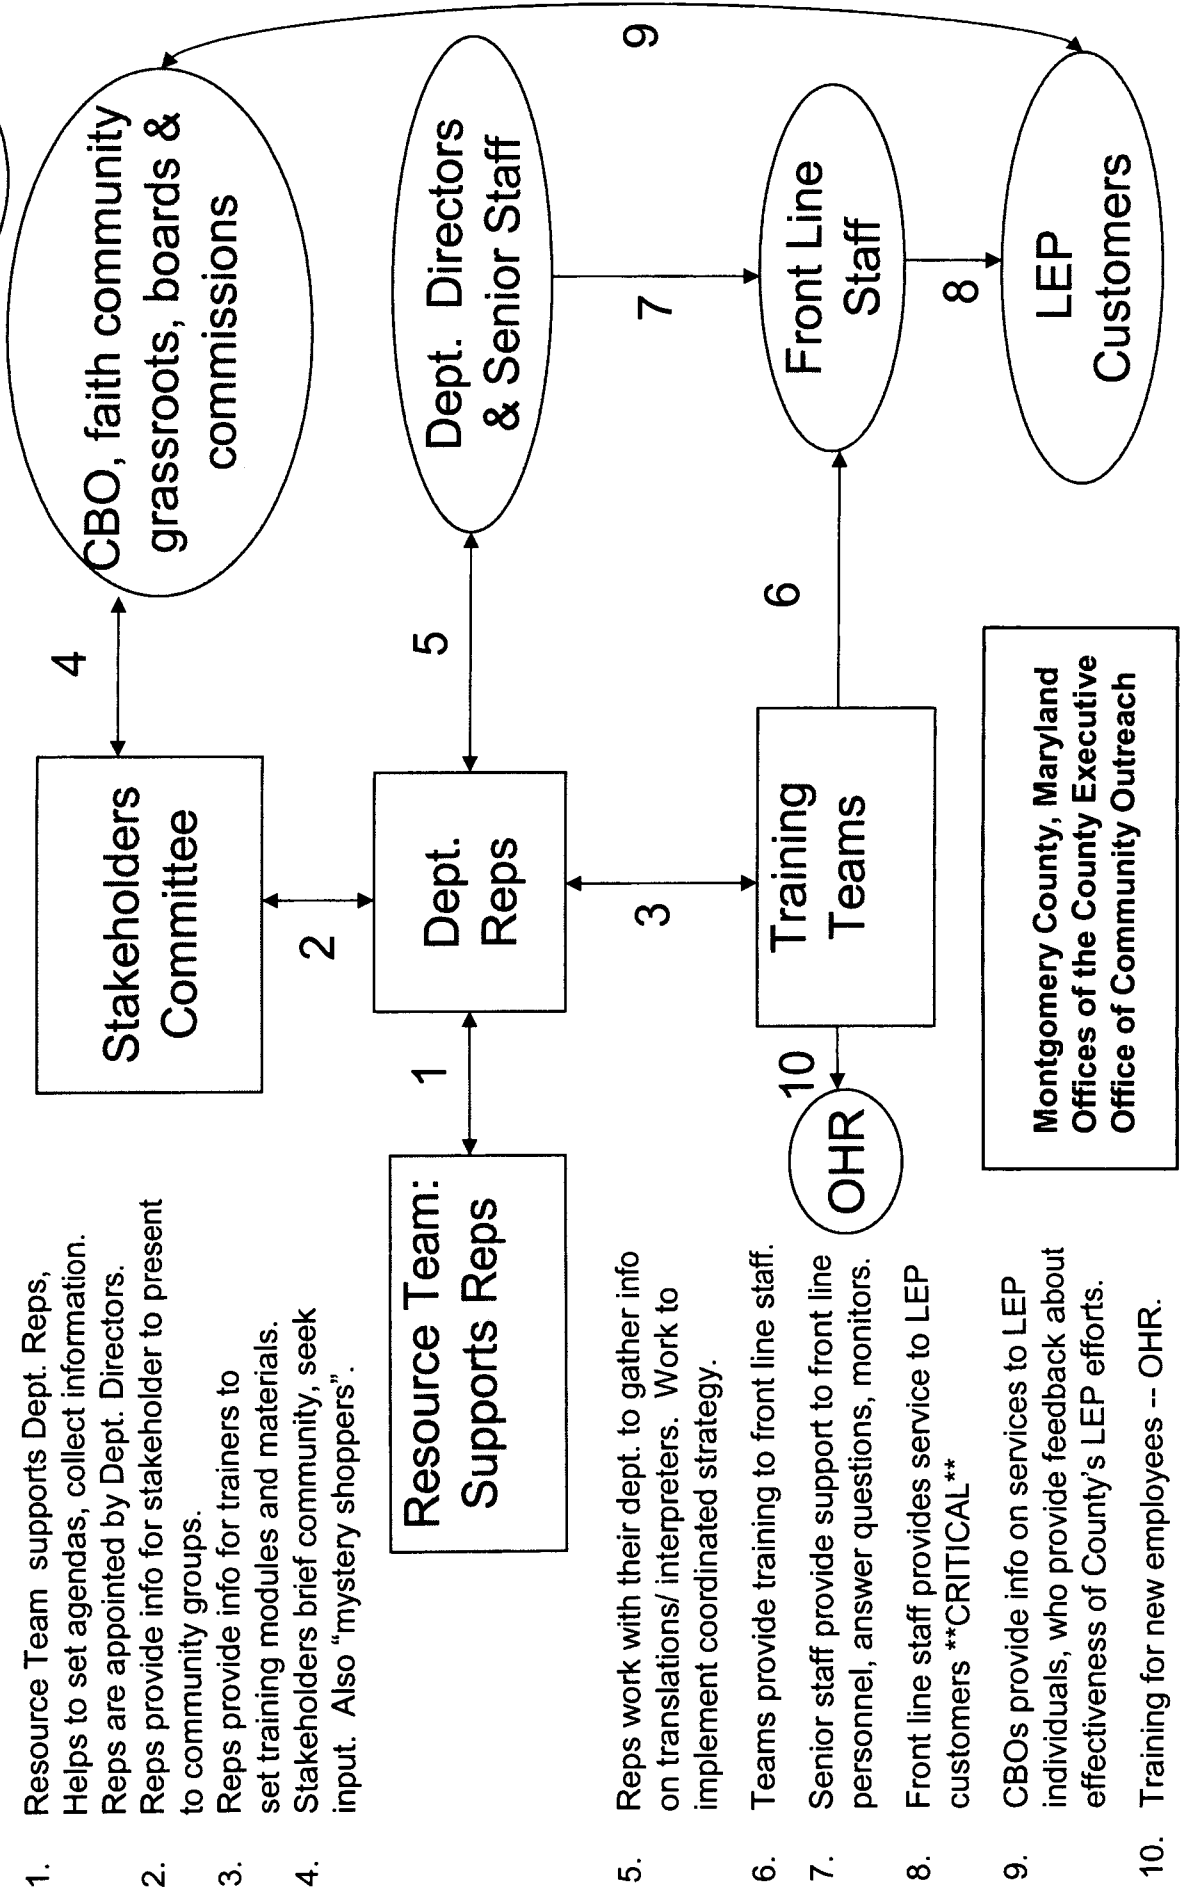 1. Resource Team supports Dept. Reps,
Helps to set agendas, collect information.
Reps are appointed by Dept. Directors.
2. Reps provide info for stakeholder to present
to community groups.
3. Reps provide info for trainers to
set training modules and materials.
4. Stakeholders brief community, seek
input. Also "mystery shoppers".
Stakeholders
Committee
4
CBO, faith community
grassroots, boards &
commissions
2
Resource Team:
Supports Reps
1
Dept.
Reps
5
Dept. Directors
& Senior Staff
9
3
7
5. Reps work with their dept. to gather info
on translations/ interpreters. Work to
implement coordinated strategy.
6. Teams provide training to front line staff.
7. Senior staff provide support to front line
personnel, answer questions, monitors.
8. Front line staff provides service to LEP
customers **CRITICAL**
9. CBOs provide info on services to LEP
individuals, who provide feedback about
effectiveness of County's LEP efforts.
10. Training for new employees -- OHR.
OHR
10
Training
Teams
6
Front Line
Staff
8
LEP
Customers
Montgomery County, Maryland
Offices of the County Executive
Office of Community Outreach